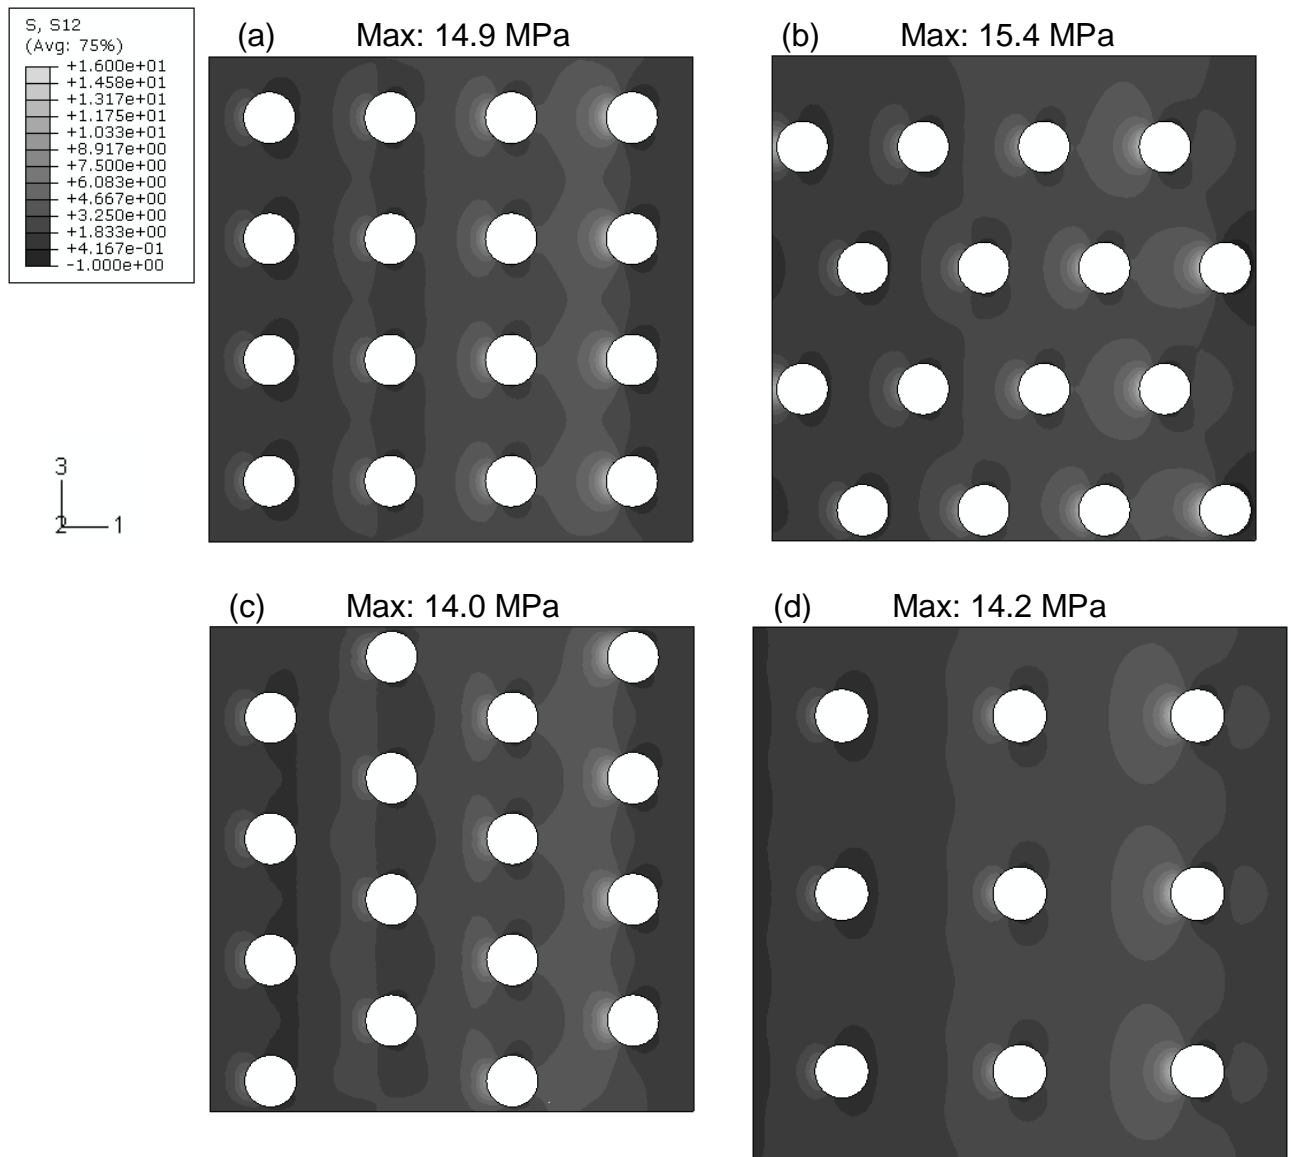 S, S12
(Avg: 75%)
+1.600e+01
+1.458e+01
+1.317e+01
+1.175e+01
+1.033e+01
+8.917e+00
+7.500e+00
+6.083e+00
+4.667e+00
+3.250e+00
+1.833e+00
+4.167e-01
-1.000e+00
(a) Max: 14.9 MPa
(b) Max: 15.4 MPa
3
2 1
(c) Max: 14.0 MPa
(d) Max: 14.2 MPa